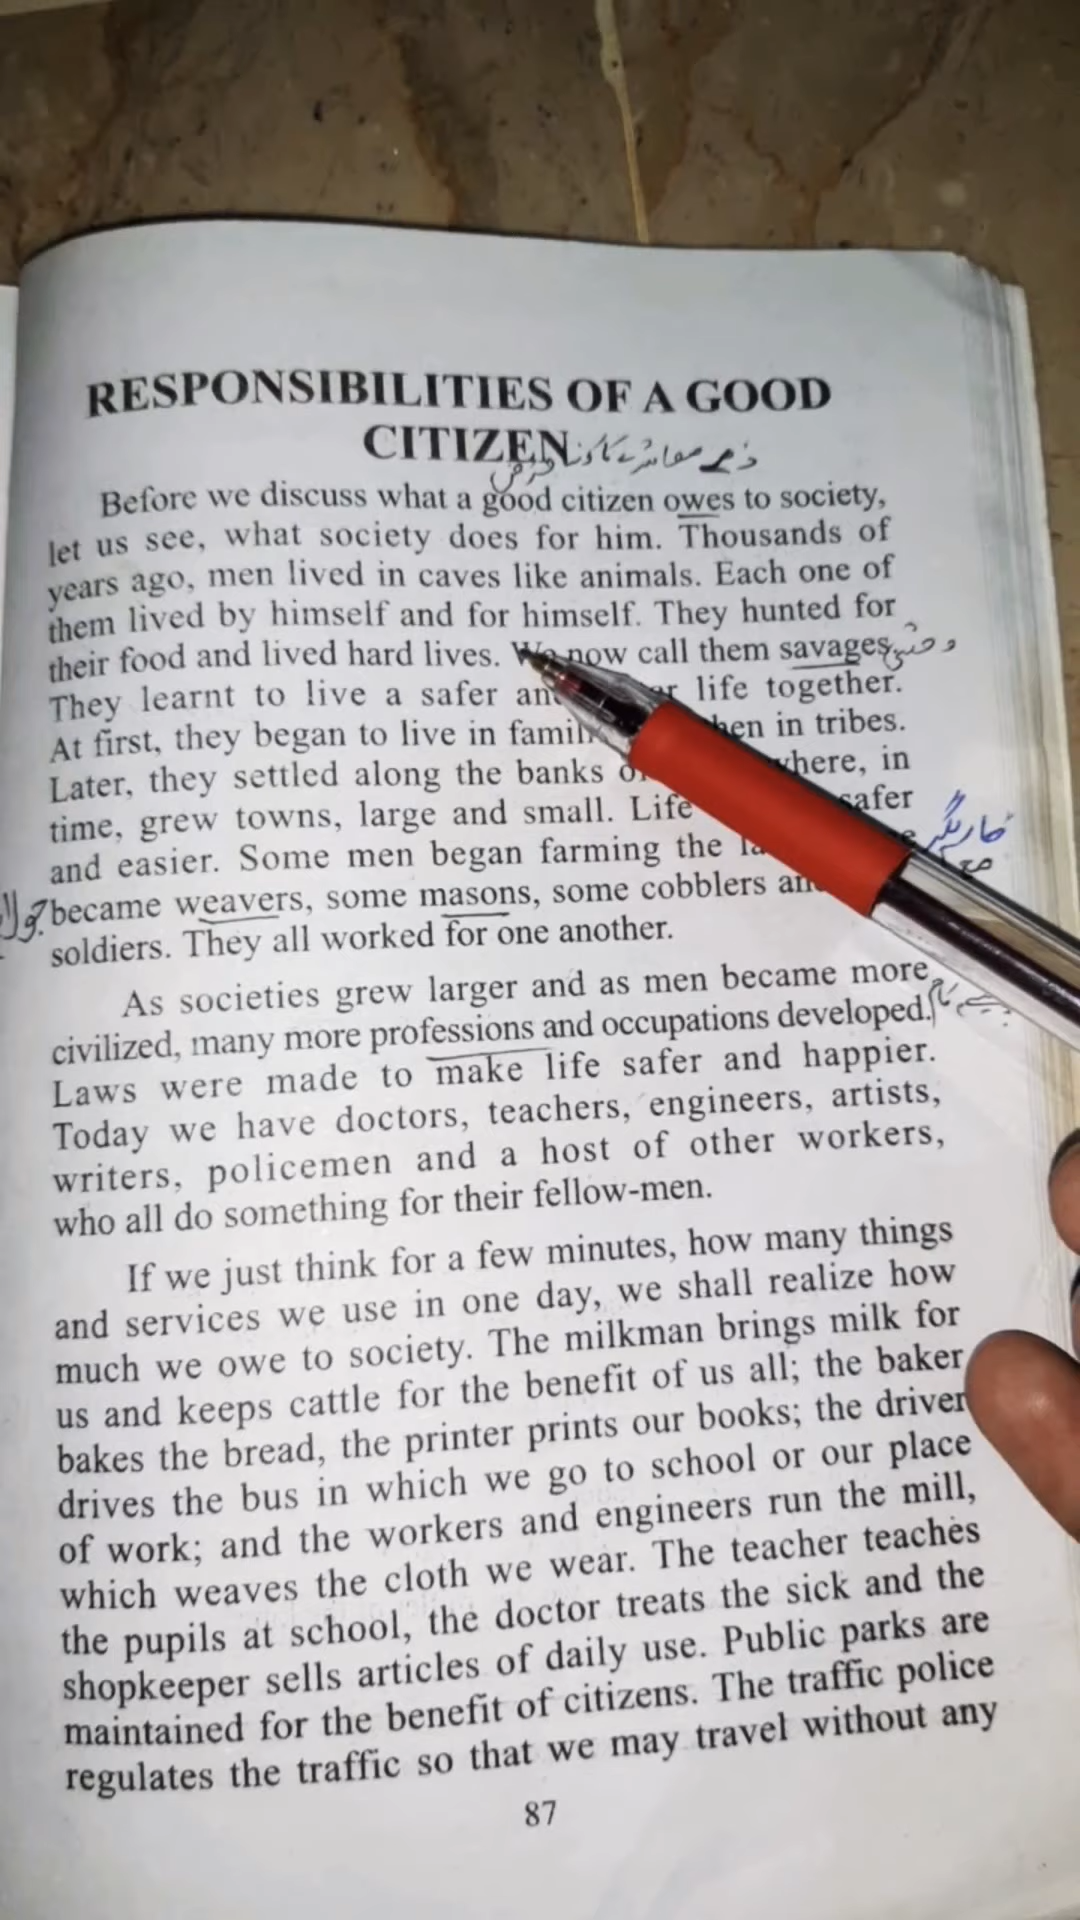 RESPONSIBILITIES OF A GOOD
CITIZEN
Before we discuss what a good citizen owes to society,
let us see, what society does for him. Thousands of
years ago, men lived in caves like animals. Each one of
them lived by himself and for himself. They hunted for
their food and lived hard lives. We now call them savages
وحشی
They learnt to live a safer life together.
At first, they began to live in in tribes.
Later, they settled along the banks in
time, grew towns, large and small. Life safer
and easier. Some men began farming the
کاریگر
became weavers, some masons, some cobblers
soldiers. They all worked for one another.
As societies grew larger and as men became more
civilized, many more professions and occupations developed.
Laws were made to make life safer and happier.
Today we have doctors, teachers, engineers, artists,
writers, policemen and a host of other workers,
who all do something for their fellow-men.
If we just think for a few minutes, how many things
and services we use in one day, we shall realize how
much we owe to society. The milkman brings milk for
us and keeps cattle for the benefit of us all; the baker
bakes the bread, the printer prints our books; the driver
drives the bus in which we go to school or our place
of work; and the workers and engineers run the mill,
which weaves the cloth we wear. The teacher teaches
the pupils at school, the doctor treats the sick and the
shopkeeper sells articles of daily use. Public parks are
maintained for the benefit of citizens. The traffic police
regulates the traffic so that we may travel without any
87